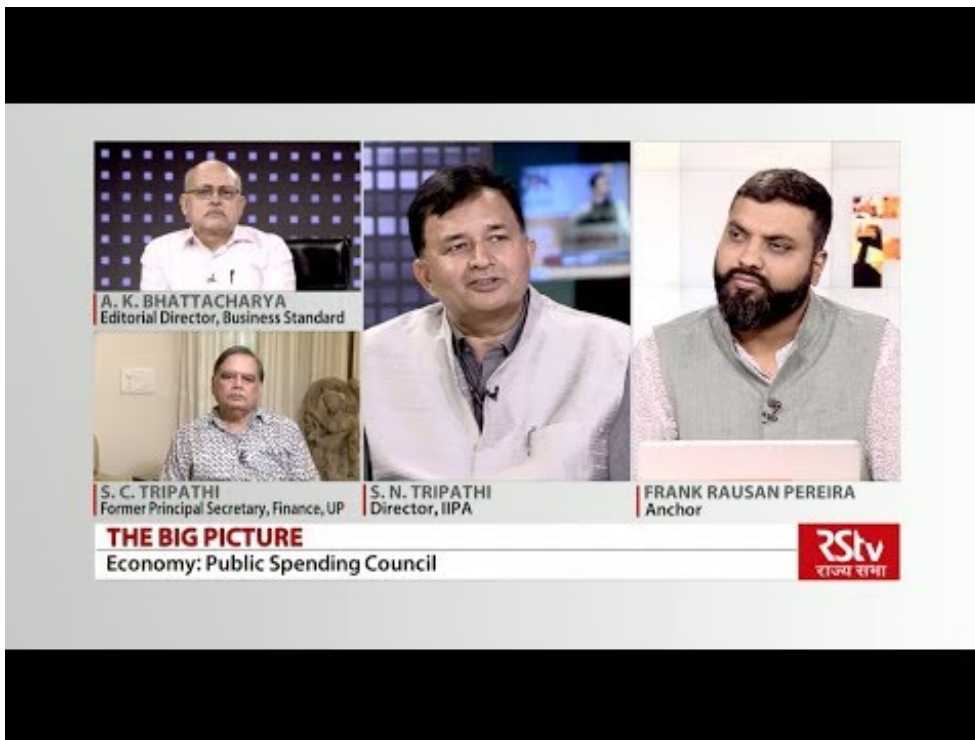 A. K. BHATTACHARYA
Editorial Director, Business Standard
S. C. TRIPATHI
Former Principal Secretary, Finance, UP
S. N. TRIPATHI
Director, IIPA
FRANK RAUSAN PEREIRA
Anchor
THE BIG PICTURE
Economy: Public Spending Council
RStv
राज्य सभा